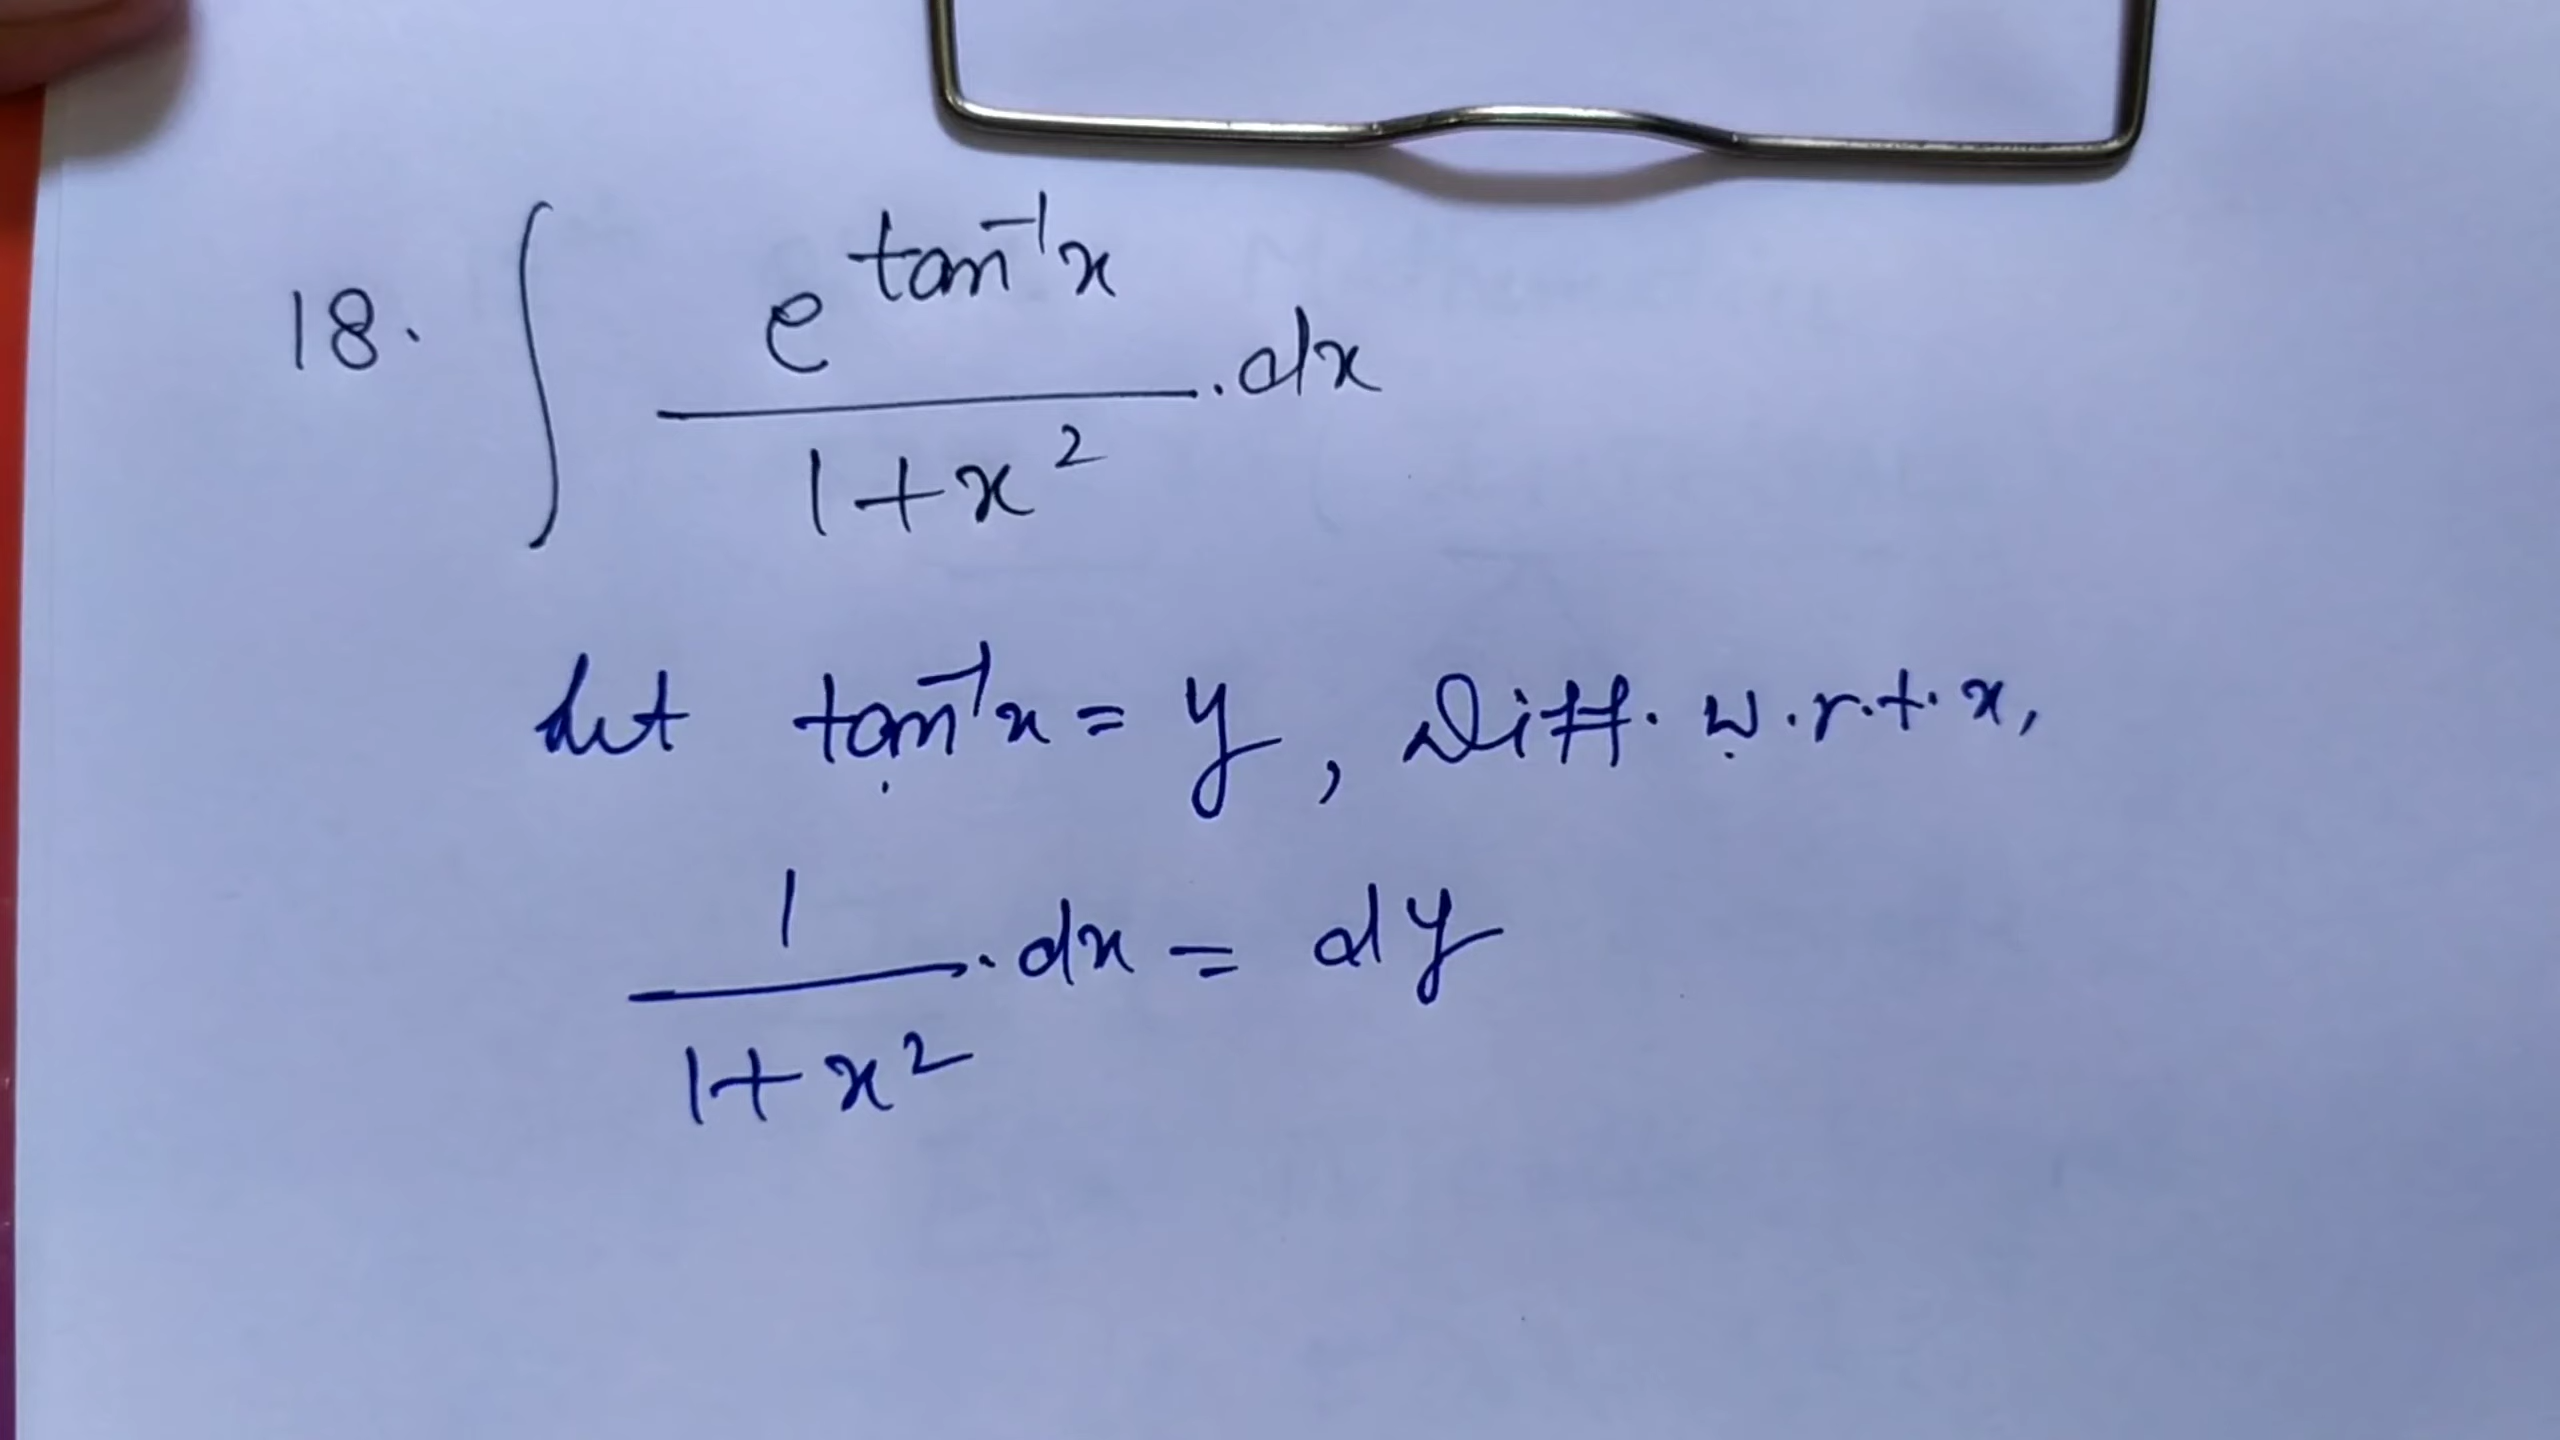 18. ∫ e^(tan⁻¹x) / (1+x²) . dx
Let tan⁻¹x = y, Diff. w.r.t. x,
1 / (1+x²) . dx = dy